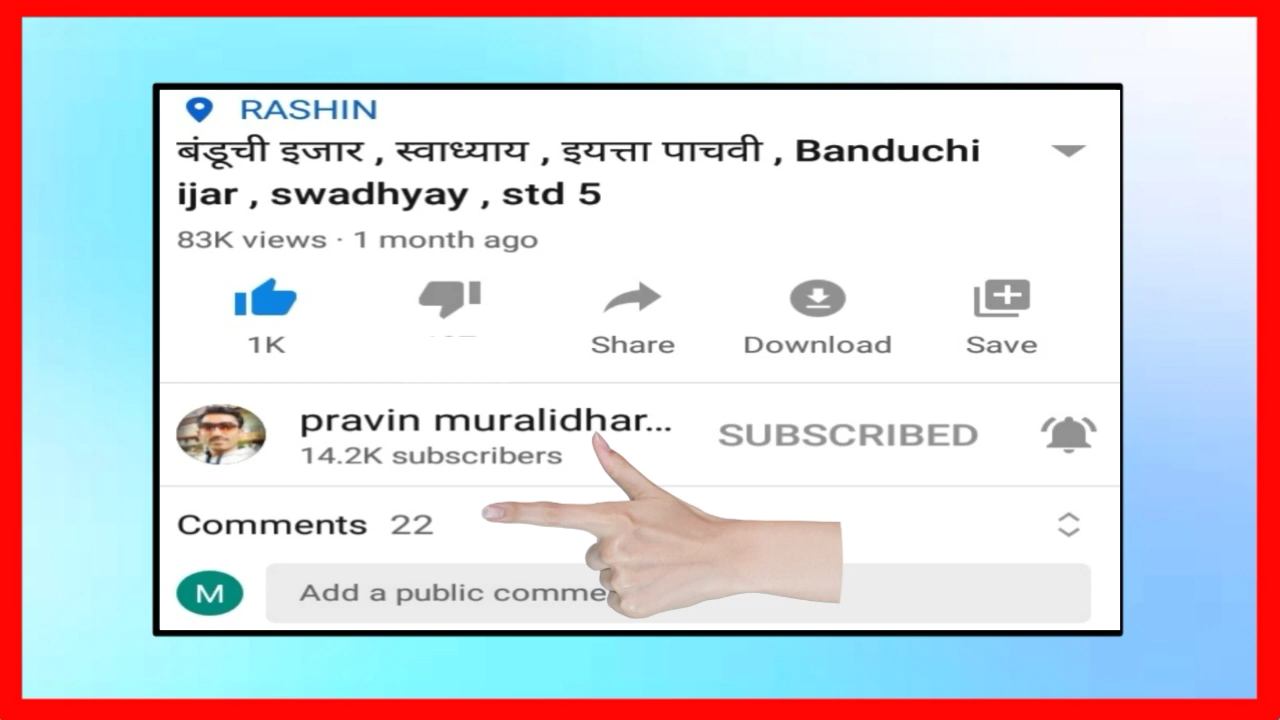 RASHIN
बंडूची इजार , स्वाध्याय , इयत्ता पाचवी , Banduchi
ijar , swadhyay , std 5
83K views · 1 month ago
1K
Share
Download
Save
pravin muralidhar...
14.2K subscribers
SUBSCRIBED
Comments 22
M
Add a public